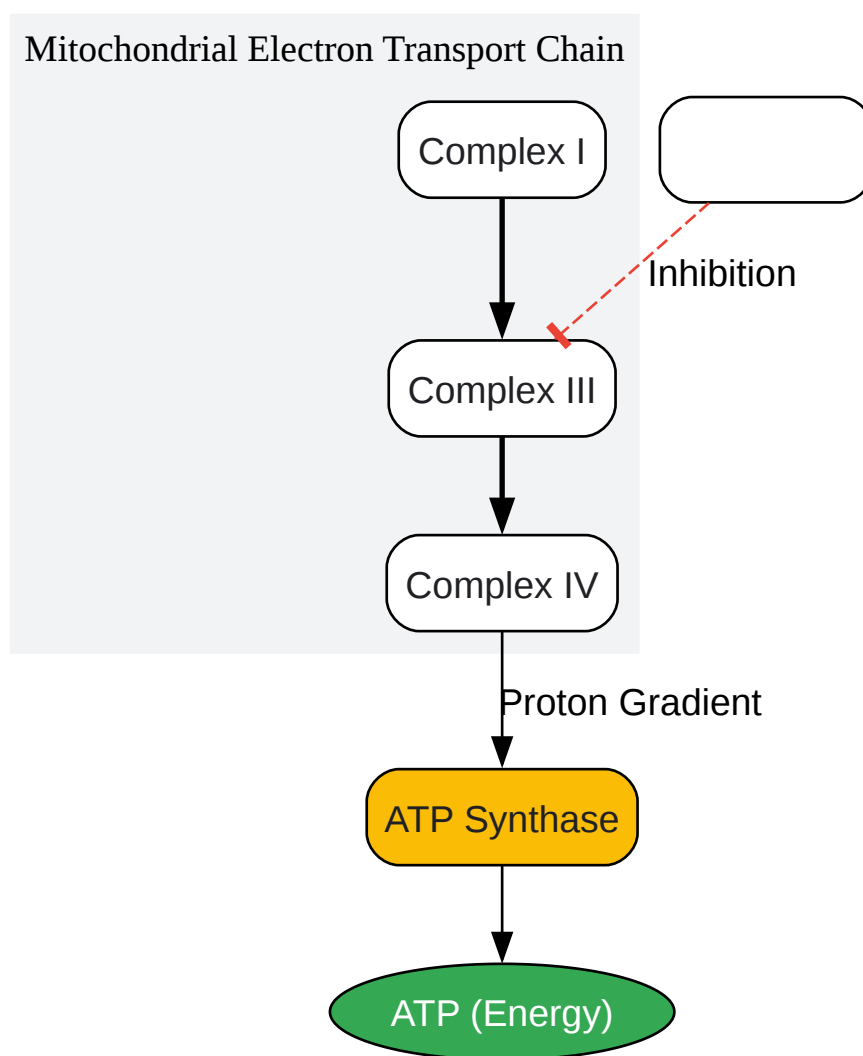 Mitochondrial Electron Transport Chain
Complex I
Inhibition
Complex III
Complex IV
Proton Gradient
ATP Synthase
ATP (Energy)